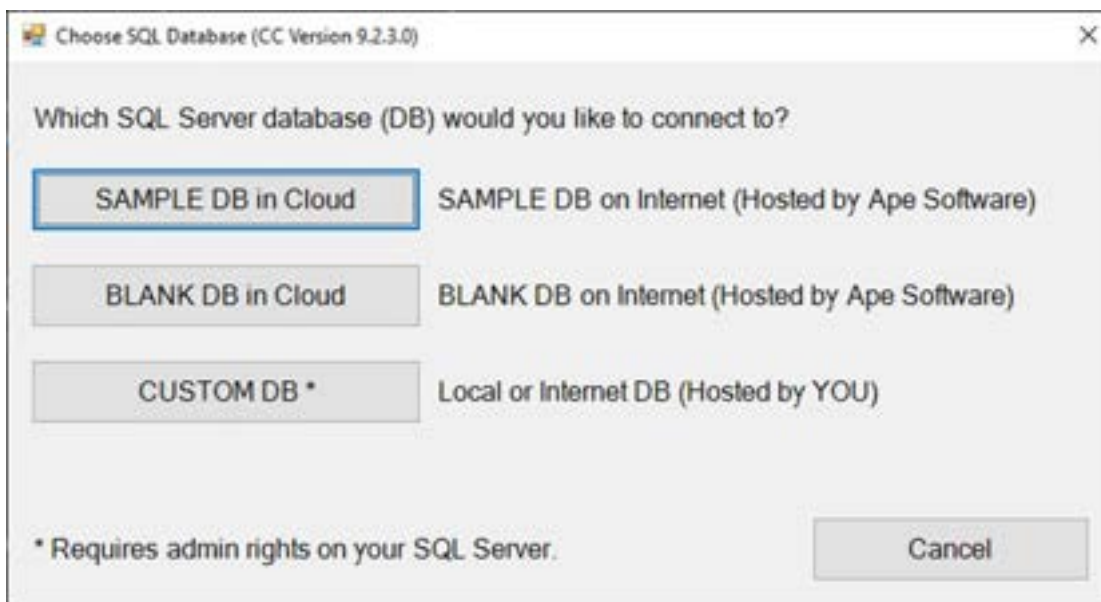 Choose SQL Database (CC Version 9.2.3.0)
Which SQL Server database (DB) would you like to connect to?
SAMPLE DB in Cloud SAMPLE DB on Internet (Hosted by Ape Software)
BLANK DB in Cloud BLANK DB on Internet (Hosted by Ape Software)
CUSTOM DB * Local or Internet DB (Hosted by YOU)
* Requires admin rights on your SQL Server. Cancel